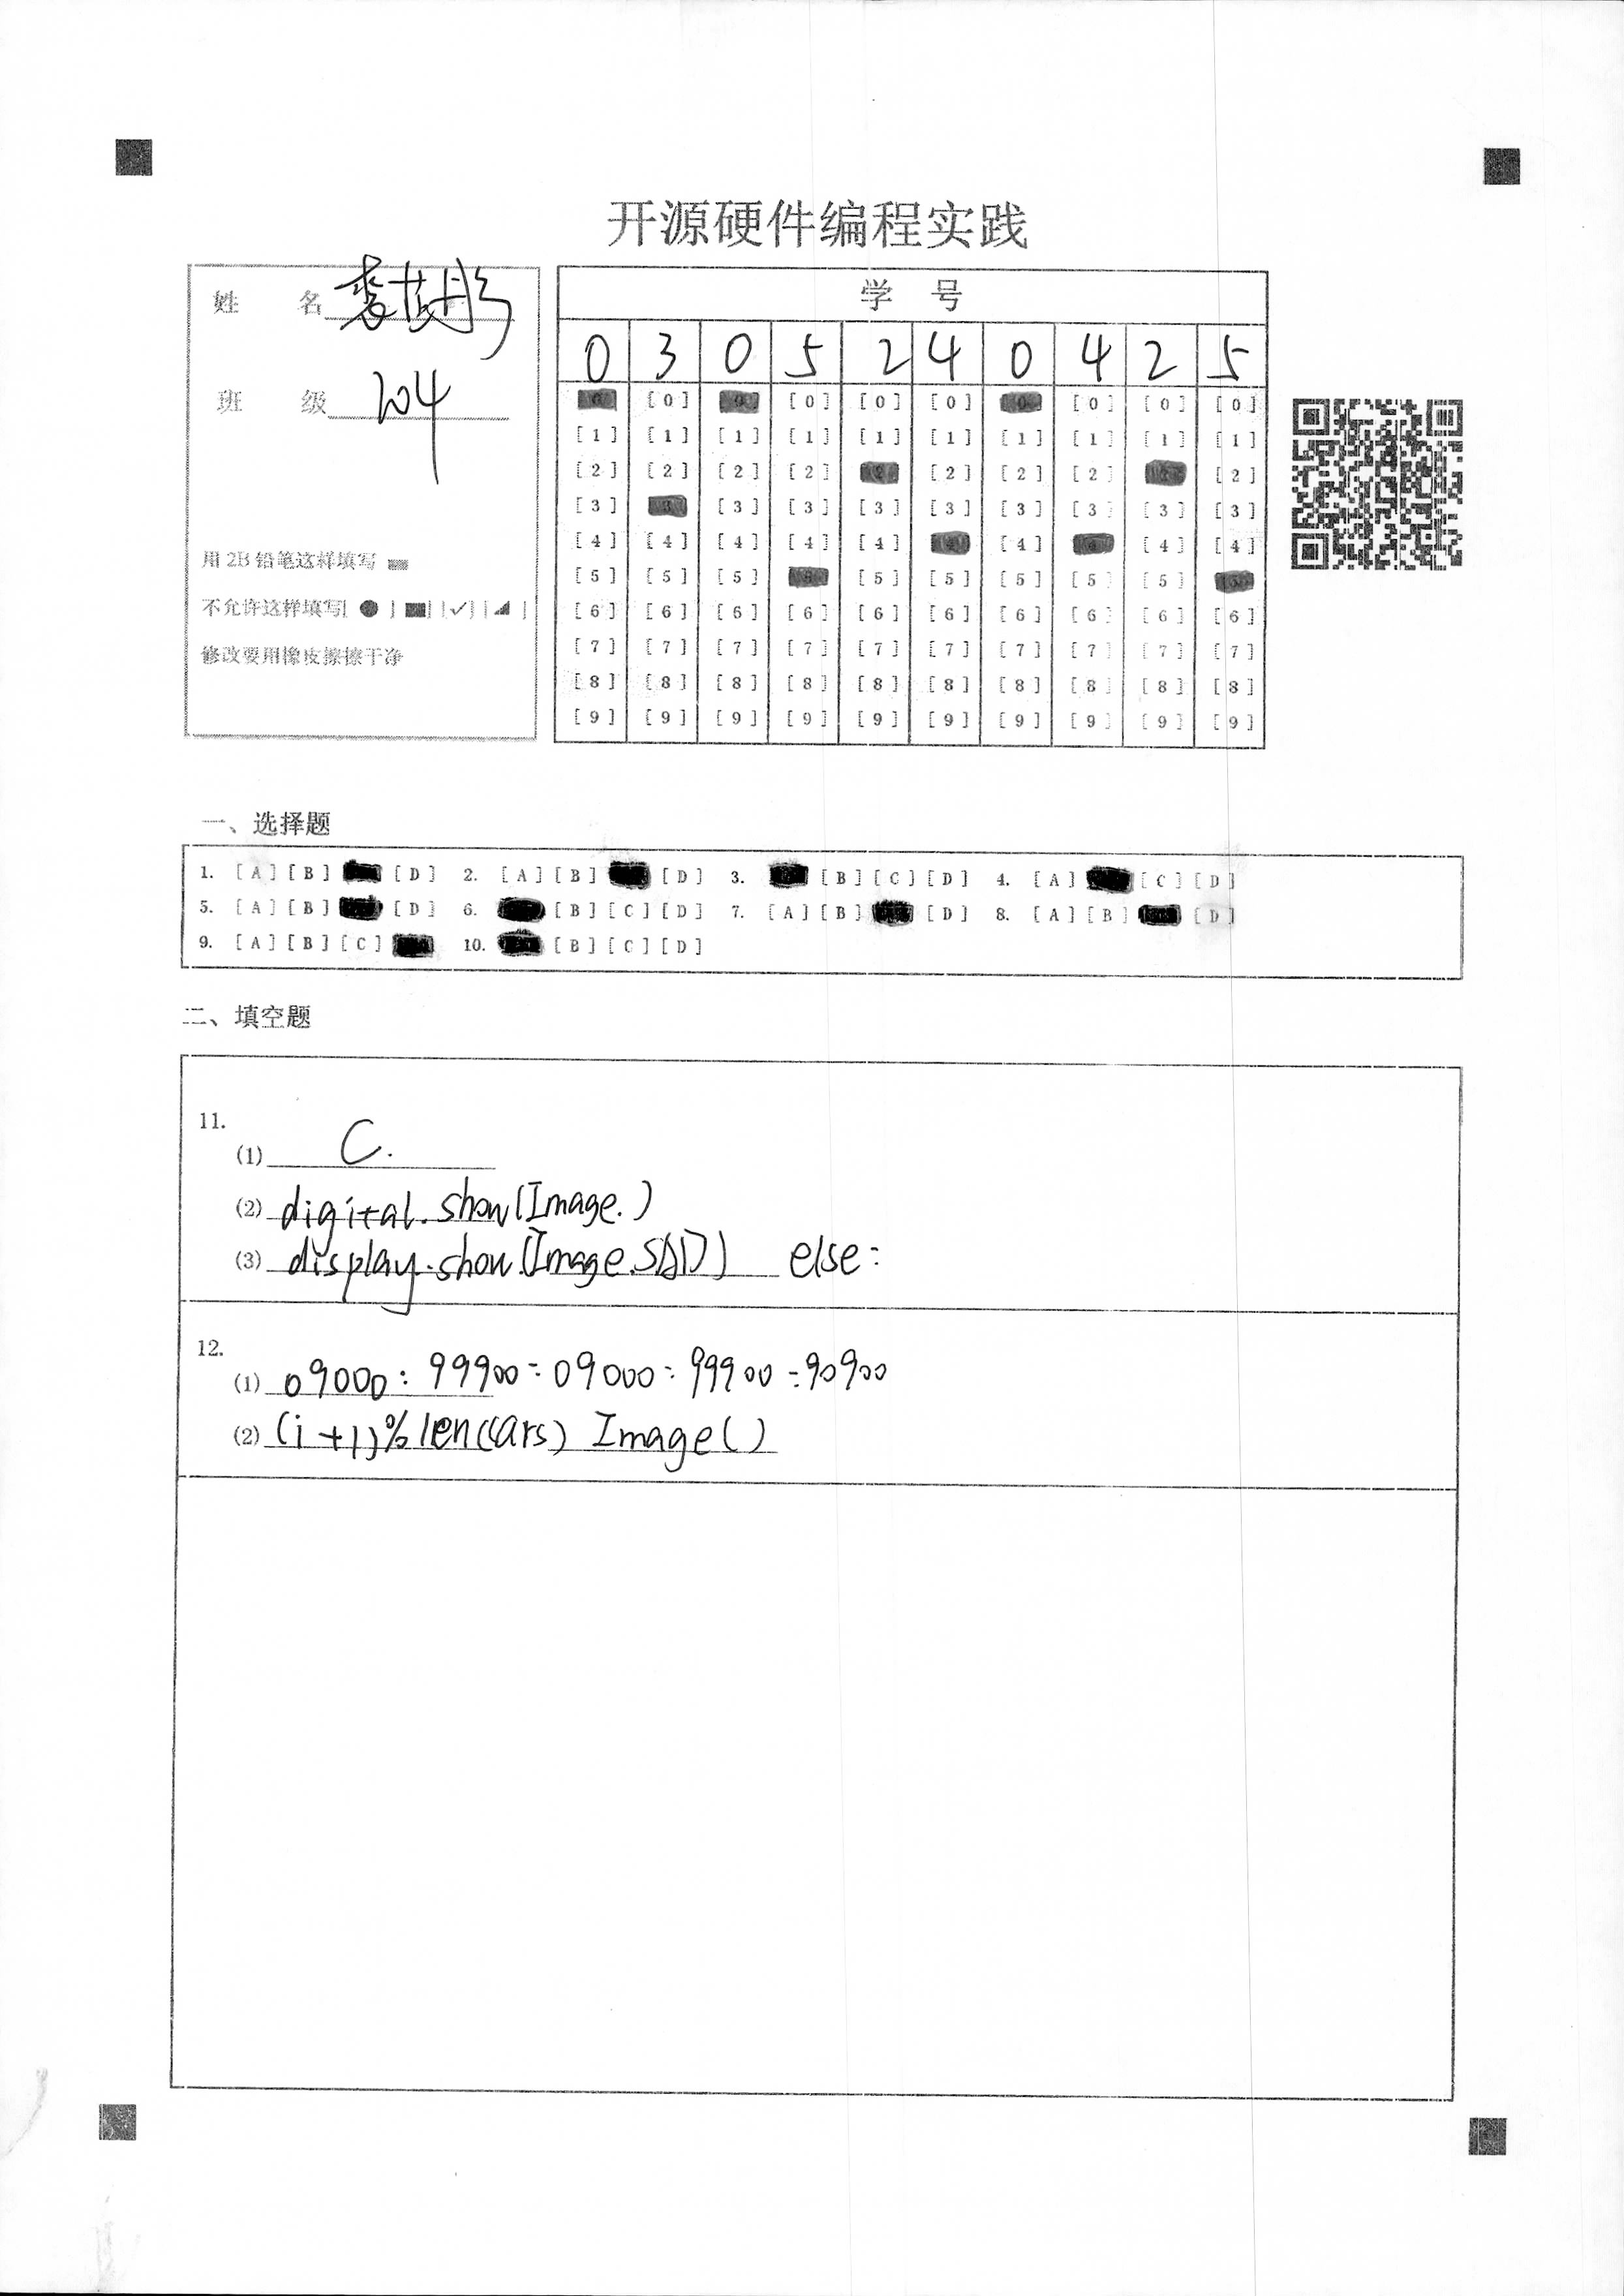 开源硬件编程实践
姓 名
班 级 204
用 2B 铅笔这样填写
不允许这样填写[ ● ] [■] [✓] [◢ ]
修改要用橡皮擦擦干净
学 号
0 3 0 5 2 4 0 4 2 5
[0] [0] [0] [0] [0] [0] [0] [0] [0] [0]
[1] [1] [1] [1] [1] [1] [1] [1] [1] [1]
[2] [2] [2] [2] [2] [2] [2] [2] [2] [2]
[3] [3] [3] [3] [3] [3] [3] [3] [3] [3]
[4] [4] [4] [4] [4] [4] [4] [4] [4] [4]
[5] [5] [5] [5] [5] [5] [5] [5] [5] [5]
[6] [6] [6] [6] [6] [6] [6] [6] [6] [6]
[7] [7] [7] [7] [7] [7] [7] [7] [7] [7]
[8] [8] [8] [8] [8] [8] [8] [8] [8] [8]
[9] [9] [9] [9] [9] [9] [9] [9] [9] [9]
一、选择题
1. [A] [B] [D] 2. [A] [B] [D] 3. [B] [C] [D] 4. [A] [C] [D]
5. [A] [B] [D] 6. [B] [C] [D] 7. [A] [B] [D] 8. [A] [B] [D]
9. [A] [B] [C] 10. [B] [C] [D]
二、填空题
11.
(1) C.
(2) digital.show(Image.)
(3) display.show(Image.SAD) else:
12.
(1) 09000:99900:09000:99900:90900
(2) (i+1)%len(cars) Image()